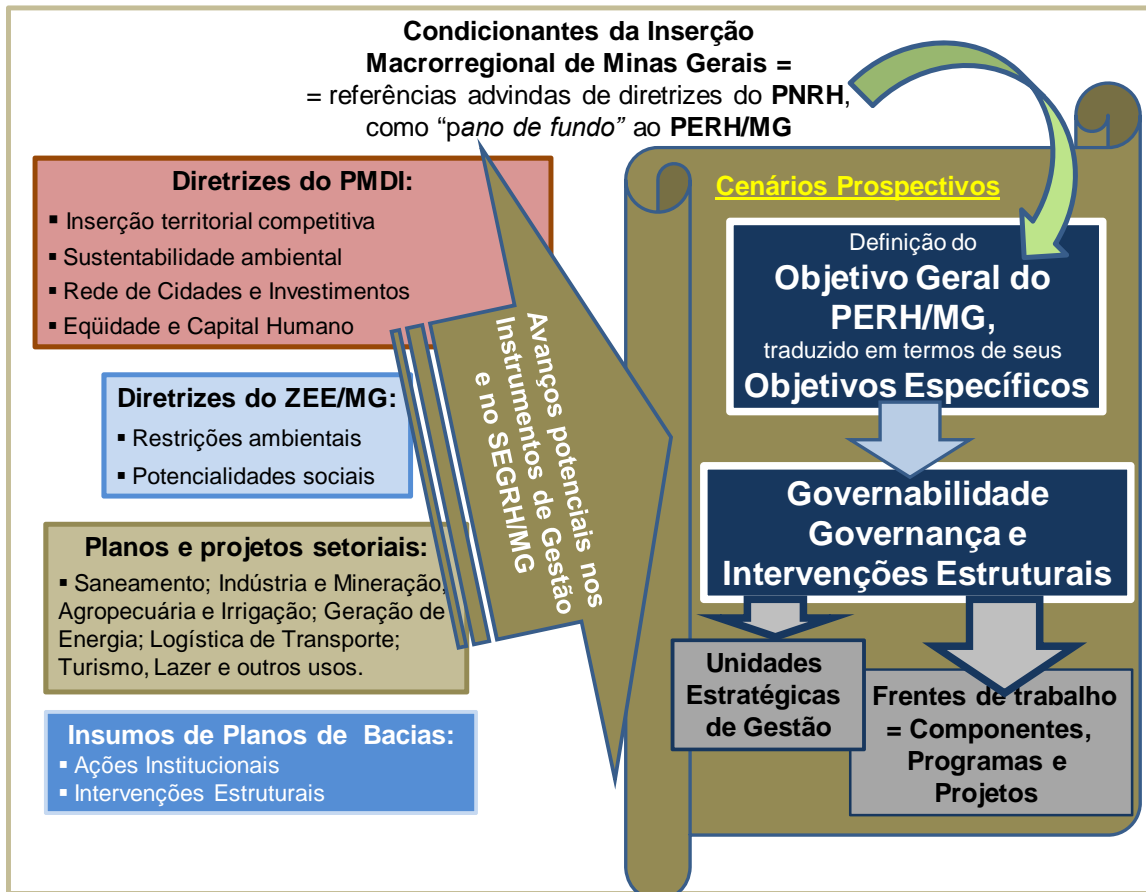 Condicionantes da Inserção
Macrorregional de Minas Gerais =
= referências advindas de diretrizes do PNRH,
como “pano de fundo” ao PERH/MG
Diretrizes do PMDI:
▪ Inserção territorial competitiva
▪ Sustentabilidade ambiental
▪ Rede de Cidades e Investimentos
▪ Eqüidade e Capital Humano
Diretrizes do ZEE/MG:
▪ Restrições ambientais
▪ Potencialidades sociais
Planos e projetos setoriais:
▪ Saneamento; Indústria e Mineração,
Agropecuária e Irrigação; Geração de
Energia; Logística de Transporte;
Turismo, Lazer e outros usos.
Insumos de Planos de Bacias:
▪ Ações Institucionais
▪ Intervenções Estruturais
Avanços potenciais nos
Instrumentos de Gestão
e no SEGRH/MG
Cenários Prospectivos
Definição do
Objetivo Geral do
PERH/MG,
traduzido em termos de seus
Objetivos Específicos
Governabilidade
Governança e
Intervenções Estruturais
Unidades
Estratégicas
de Gestão
Frentes de trabalho
= Componentes,
Programas e
Projetos